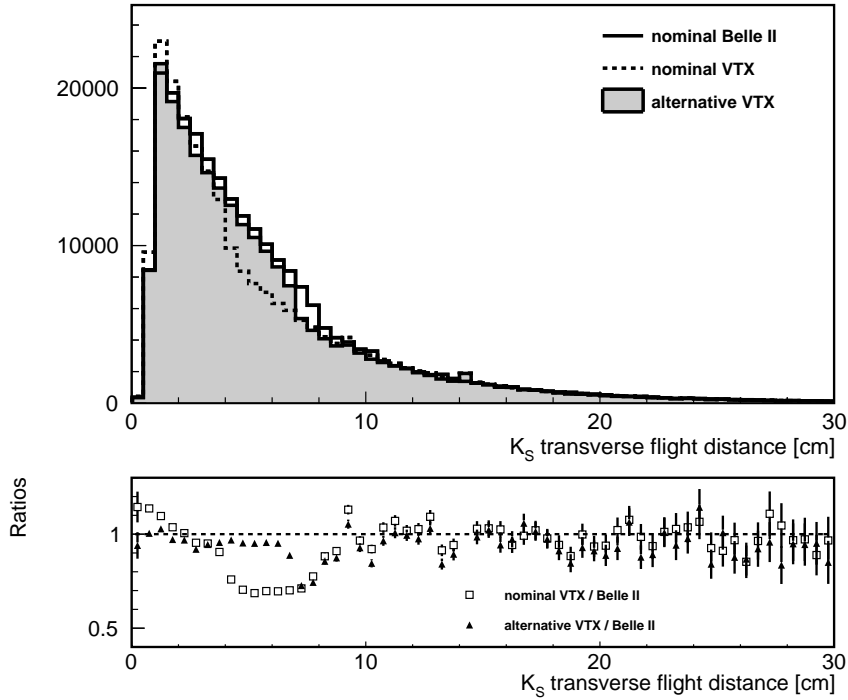 nominal Belle II
nominal VTX
alternative VTX
20000
10000
0
0 10 20 30
K_S transverse flight distance [cm]
Ratios
1
0.5
nominal VTX / Belle II
alternative VTX / Belle II
0 10 20 30
K_S transverse flight distance [cm]